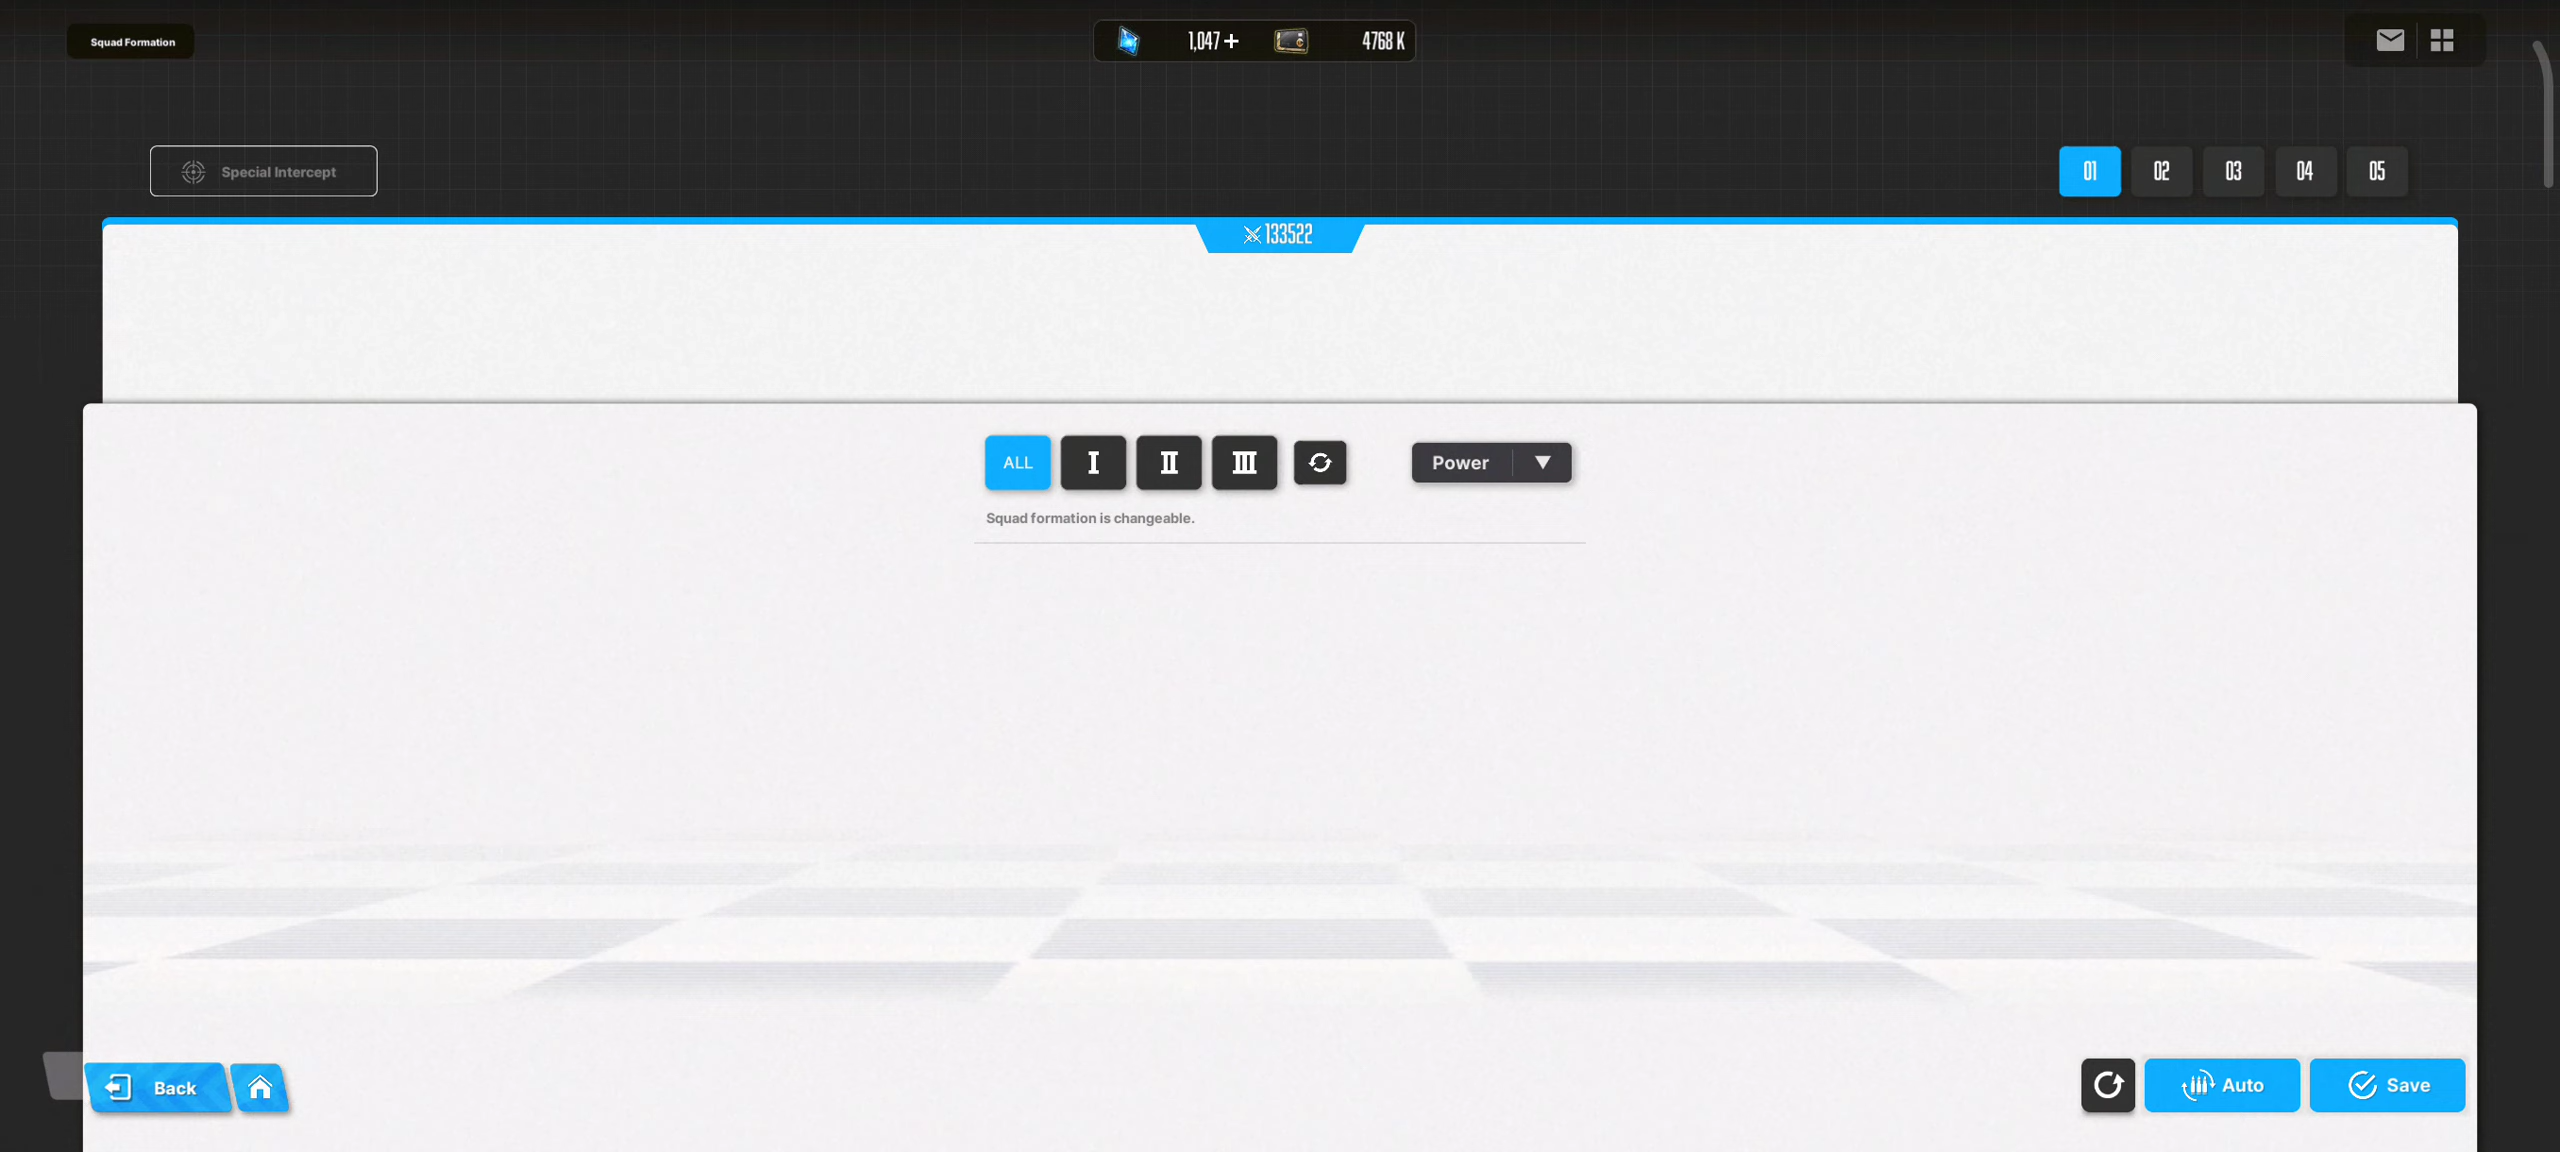 Squad Formation
1,047 +
4768 K
Special Intercept
01 02 03 04 05
133522
ALL I II III
Power
Squad formation is changeable.
Back
Auto
Save